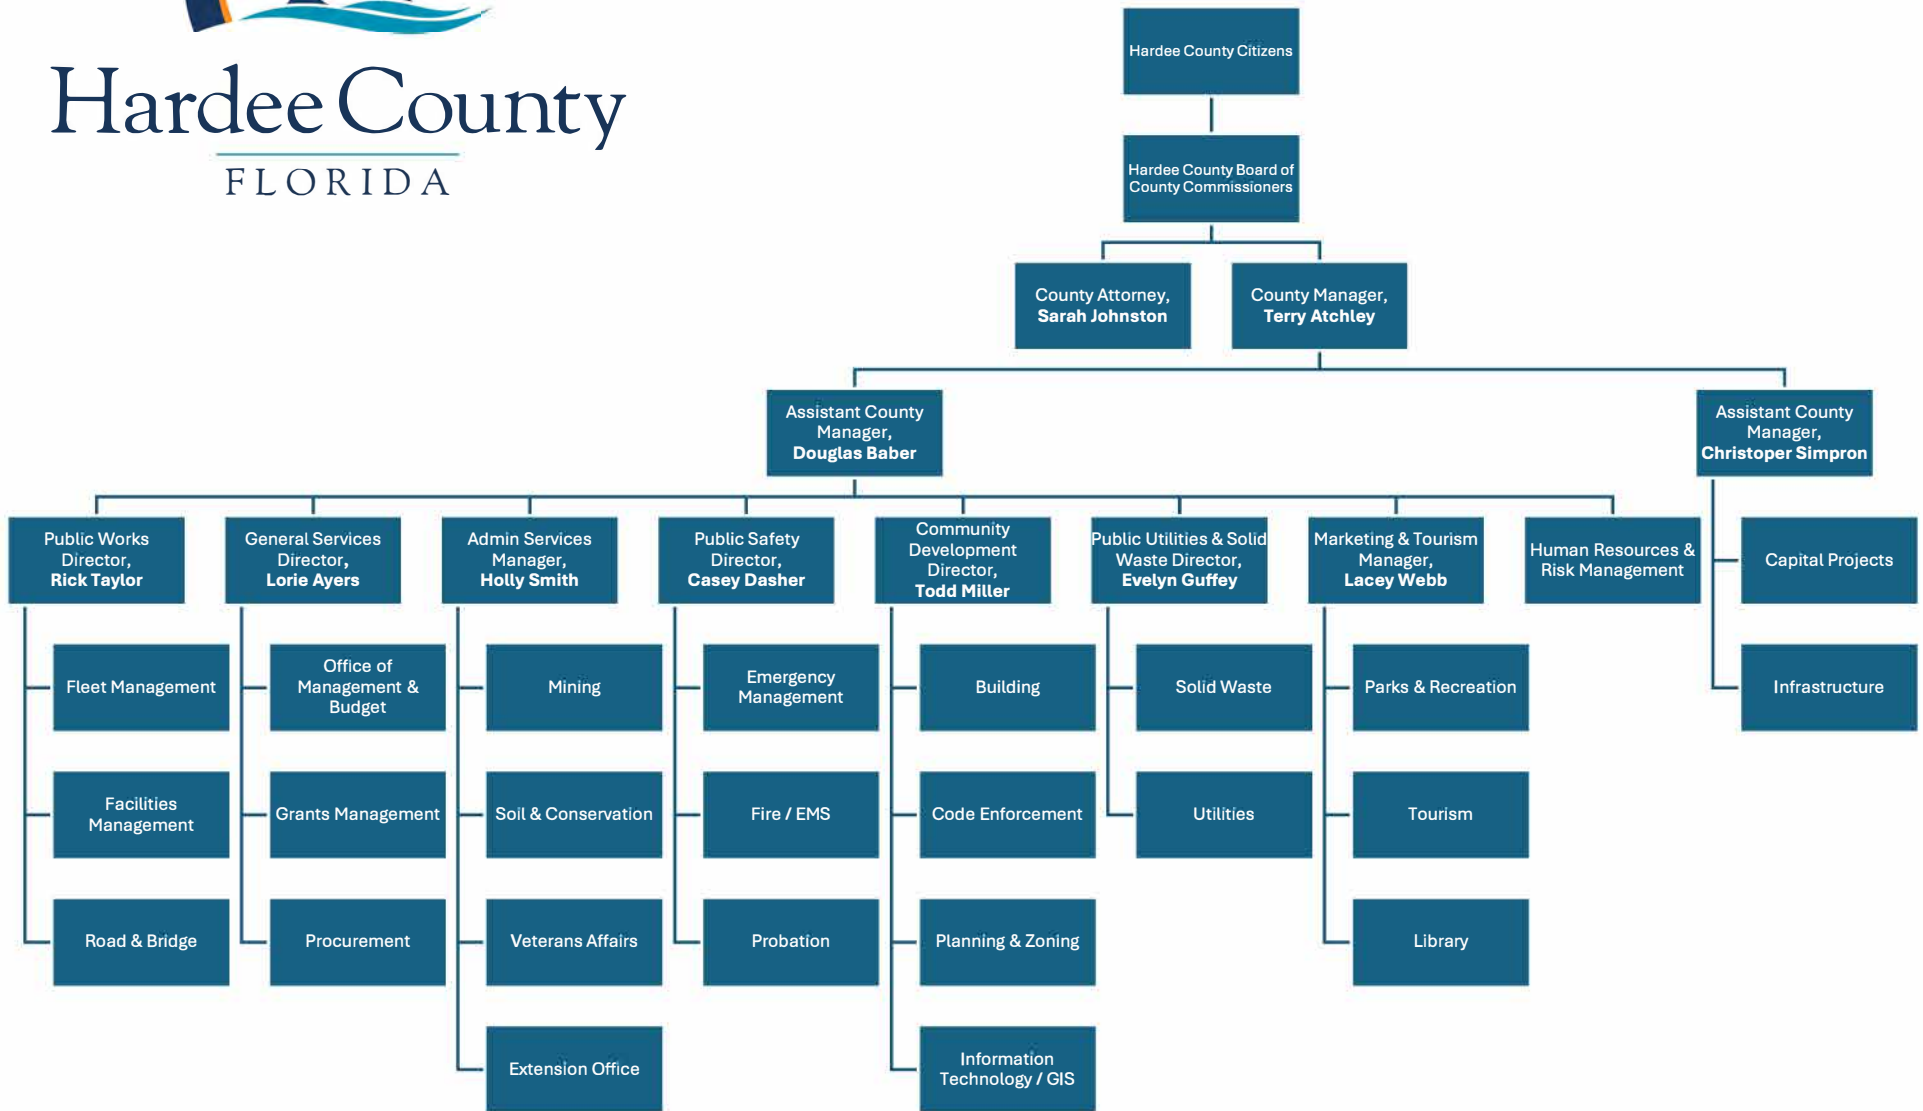 Hardee County
FLORIDA
Hardee County Citizens
Hardee County Board of
County Commissioners
County Attorney,
Sarah Johnston
County Manager,
Terry Atchley
Assistant County
Manager,
Douglas Baber
Assistant County
Manager,
Christoper Simpron
Public Works
Director,
Rick Taylor
General Services
Director,
Lorie Ayers
Admin Services
Manager,
Holly Smith
Public Safety
Director,
Casey Dasher
Community
Development
Director,
Todd Miller
Public Utilities & Solid
Waste Director,
Evelyn Guffey
Marketing & Tourism
Manager,
Lacey Webb
Human Resources &
Risk Management
Capital Projects
Fleet Management
Office of
Management &
Budget
Mining
Emergency
Management
Building
Solid Waste
Parks & Recreation
Infrastructure
Facilities
Management
Grants Management
Soil & Conservation
Fire / EMS
Code Enforcement
Utilities
Tourism
Road & Bridge
Procurement
Veterans Affairs
Probation
Planning & Zoning
Library
Extension Office
Information
Technology / GIS